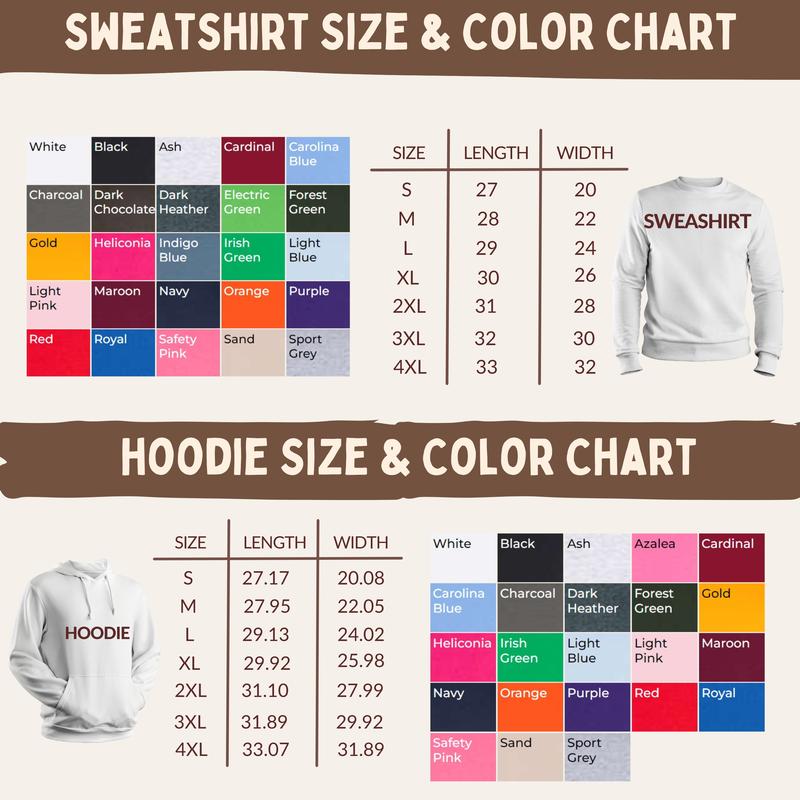 SWEATSHIRT SIZE & COLOR CHART
White Black Ash Cardinal Carolina
Blue
Charcoal Dark Dark Electric Forest
Chocolate Heather Green Green
Gold Heliconia Indigo Irish Light
Blue Green Blue
Light Maroon Navy Orange Purple
Pink
Red Royal Safety Sand Sport
Pink Grey
SIZE LENGTH WIDTH
S 27 20
M 28 22
L 29 24
XL 30 26
2XL 31 28
3XL 32 30
4XL 33 32
SWEASHIRT
HOODIE SIZE & COLOR CHART
HOODIE
SIZE LENGTH WIDTH
S 27.17 20.08
M 27.95 22.05
L 29.13 24.02
XL 29.92 25.98
2XL 31.10 27.99
3XL 31.89 29.92
4XL 33.07 31.89
White Black Ash Azalea Cardinal
Carolina Charcoal Dark Forest Gold
Blue Heather Green
Heliconia Irish Light Light Maroon
Green Blue Pink
Navy Orange Purple Red Royal
Safety Sand Sport
Pink Grey